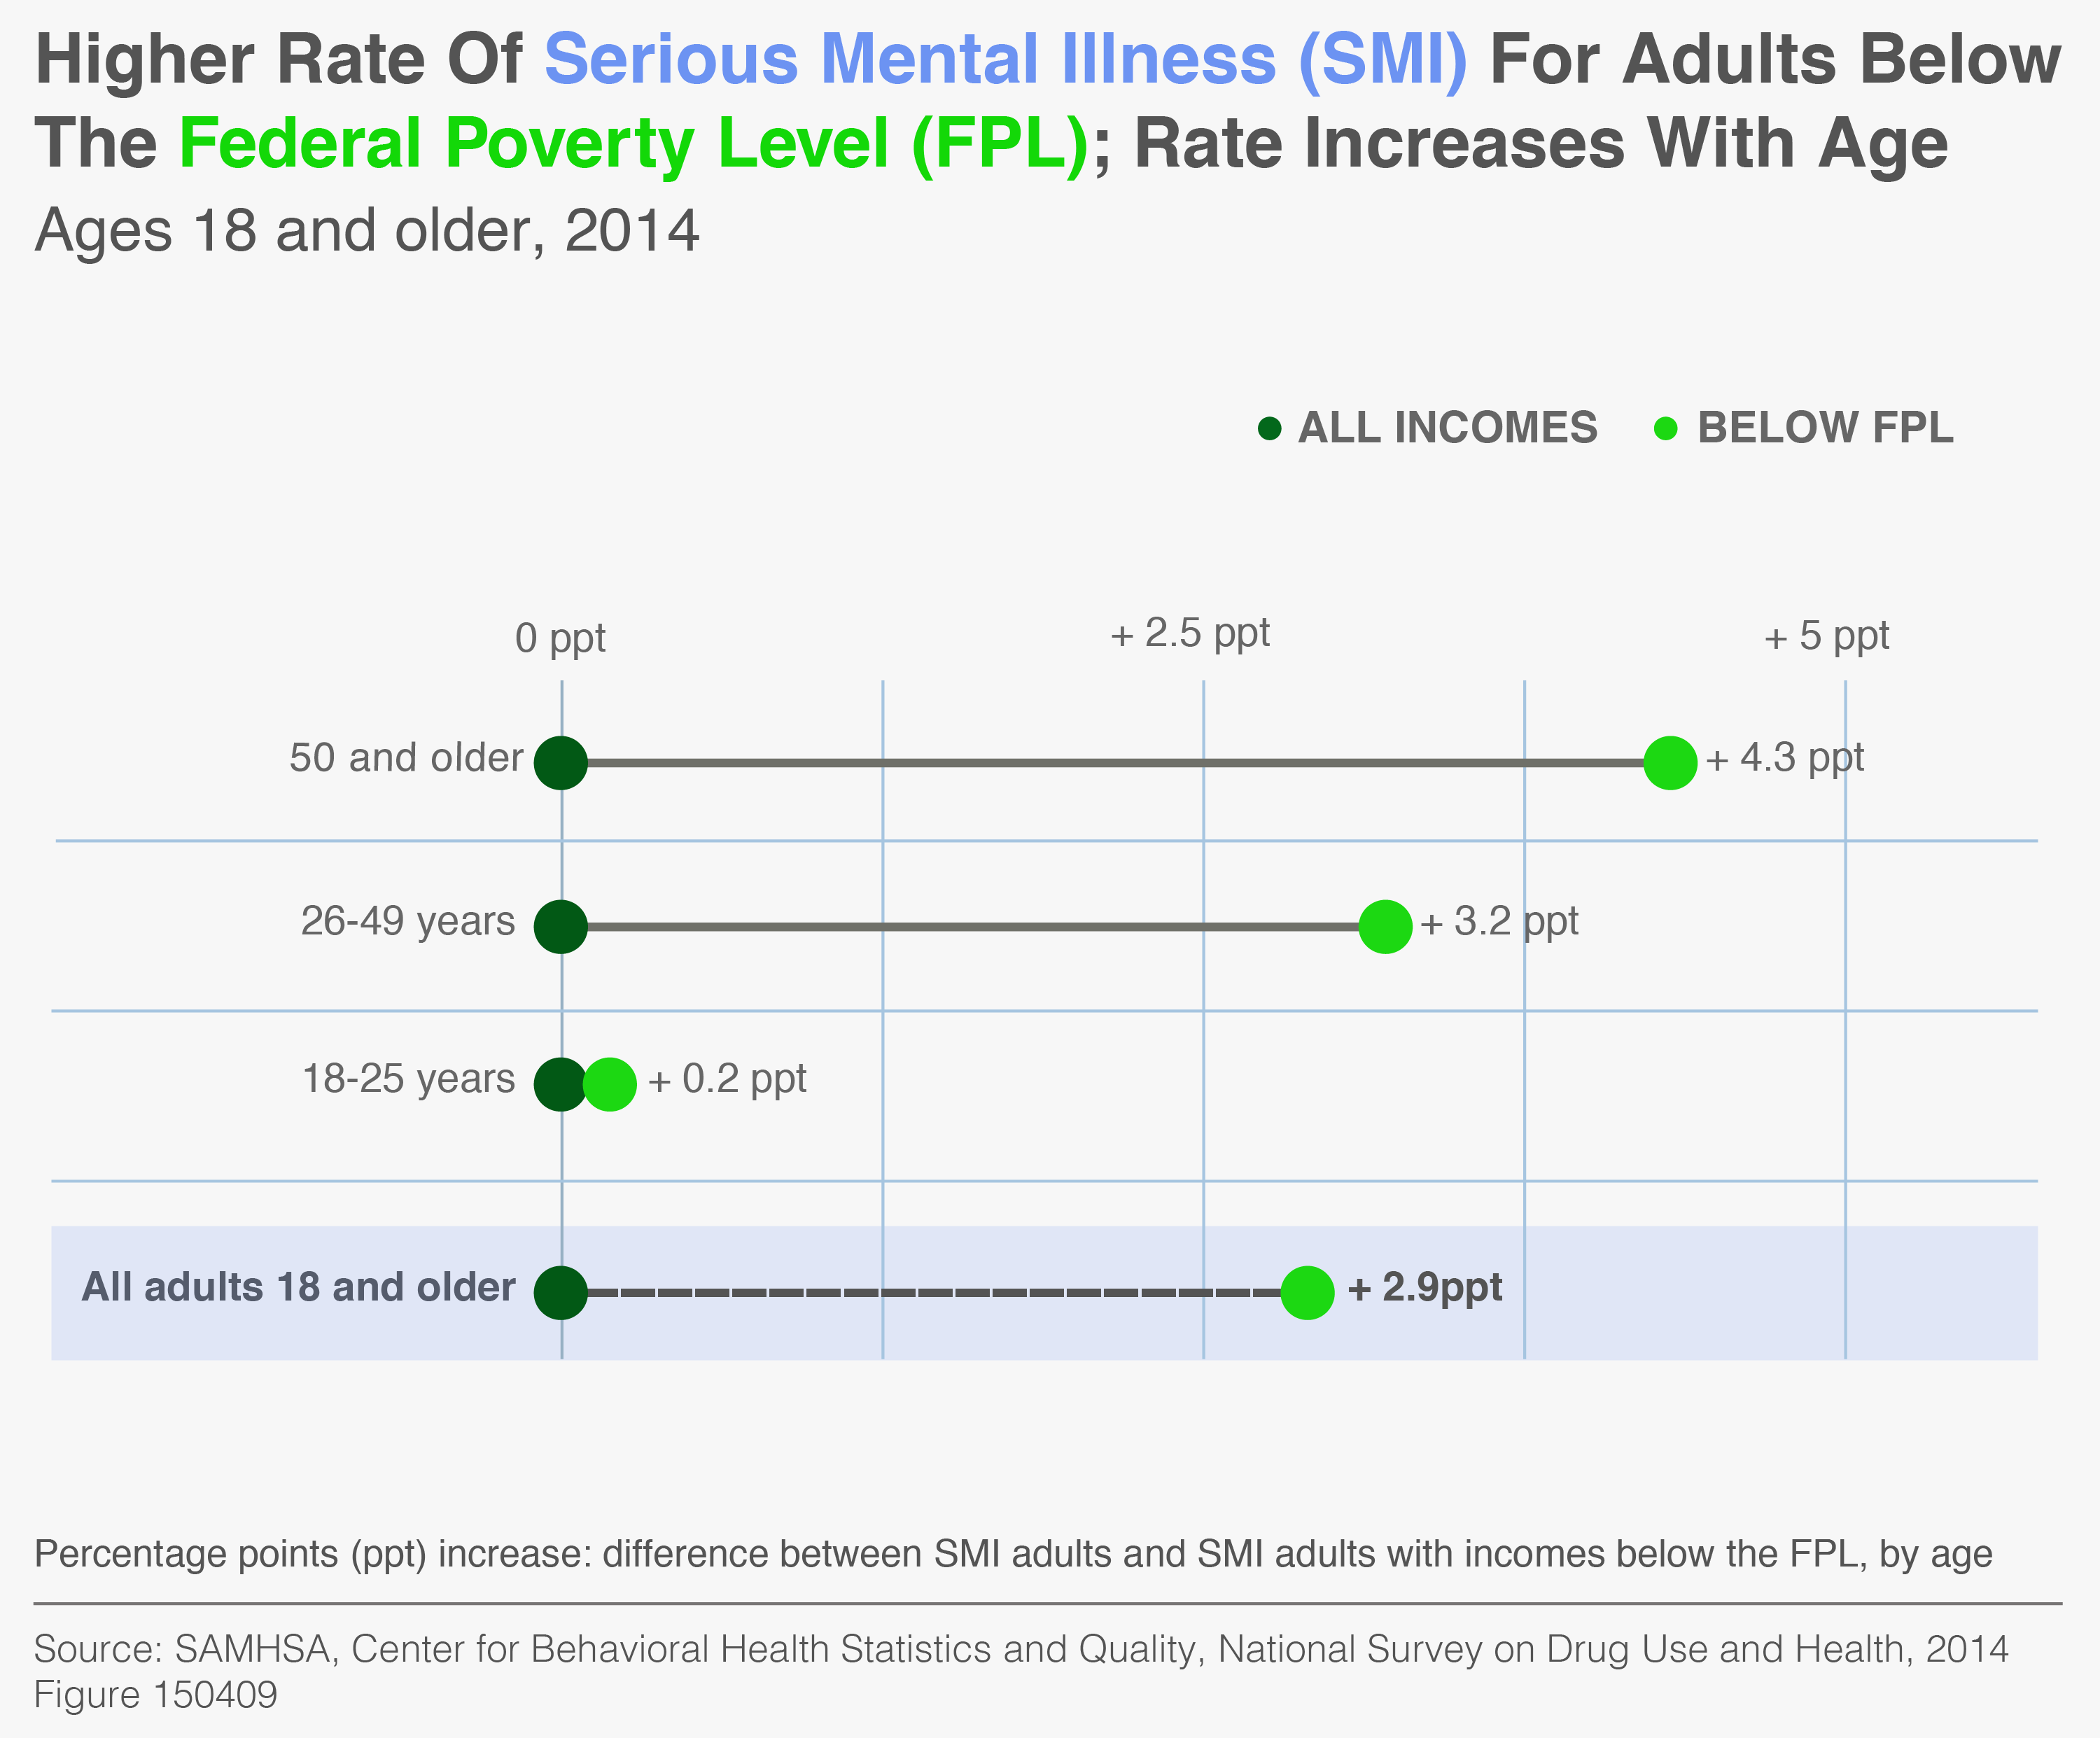 Higher Rate Of Serious Mental Illness (SMI) For Adults Below
The Federal Poverty Level (FPL); Rate Increases With Age
Ages 18 and older, 2014
ALL INCOMES BELOW FPL
0 ppt + 2.5 ppt + 5 ppt
50 and older + 4.3 ppt
26-49 years + 3.2 ppt
18-25 years + 0.2 ppt
All adults 18 and older + 2.9ppt
Percentage points (ppt) increase: difference between SMI adults and SMI adults with incomes below the FPL, by age
Source: SAMHSA, Center for Behavioral Health Statistics and Quality, National Survey on Drug Use and Health, 2014
Figure 150409